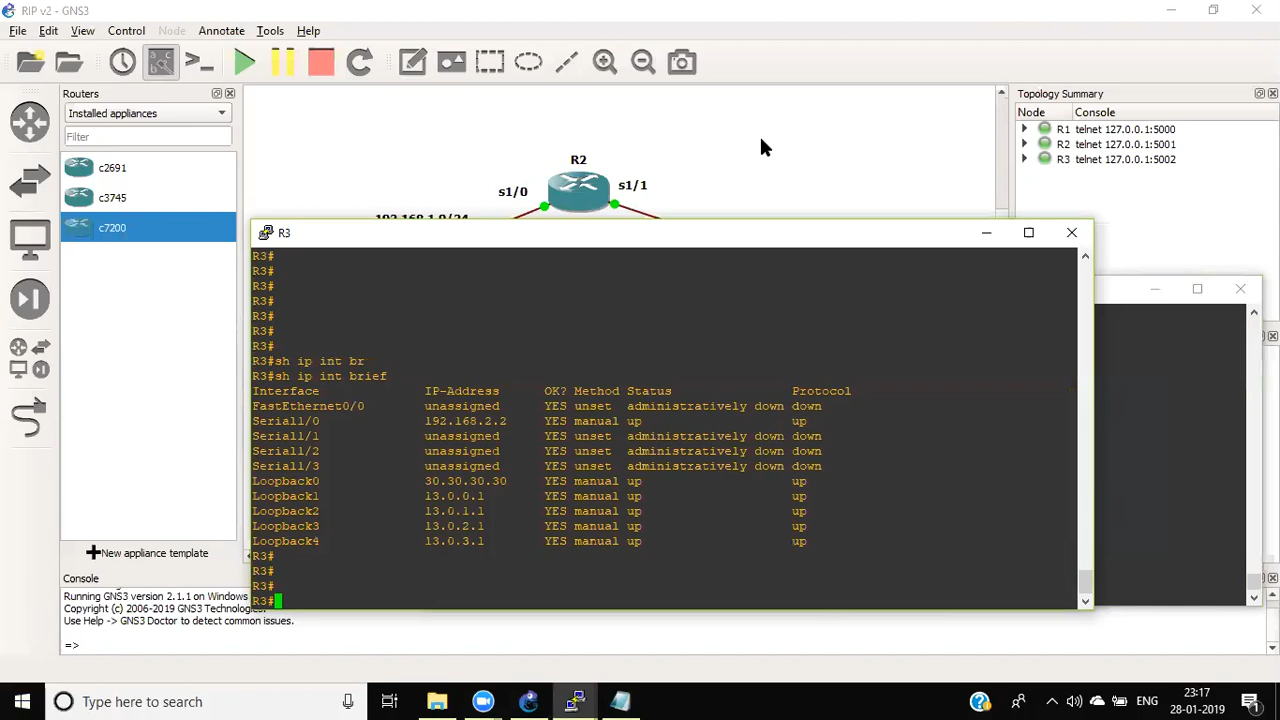 RIP v2 - GNS3
File Edit View Control Node Annotate Tools Help
Routers
Installed appliances
Filter
c2691
c3745
c7200
New appliance template
R2
s1/0
s1/1
192.168.1.0/24
Topology Summary
Node Console
R1 telnet 127.0.0.1:5000
R2 telnet 127.0.0.1:5001
R3 telnet 127.0.0.1:5002
R3
R3#
R3#
R3#
R3#
R3#
R3#
R3#
R3#sh ip int br
R3#sh ip int brief
Interface IP-Address OK? Method Status Protocol
FastEthernet0/0 unassigned YES unset administratively down down
Serial1/0 192.168.2.2 YES manual up up
Serial1/1 unassigned YES unset administratively down down
Serial1/2 unassigned YES unset administratively down down
Serial1/3 unassigned YES unset administratively down down
Loopback0 30.30.30.30 YES manual up up
Loopback1 13.0.0.1 YES manual up up
Loopback2 13.0.1.1 YES manual up up
Loopback3 13.0.2.1 YES manual up up
Loopback4 13.0.3.1 YES manual up up
R3#
R3#
R3#
R3#
Console
Running GNS3 version 2.1.1 on Windows
Copyright (c) 2006-2019 GNS3 Technologies
Use Help -> GNS3 Doctor to detect common issues.
=>
Type here to search
ENG
23:17
28-01-2019
1